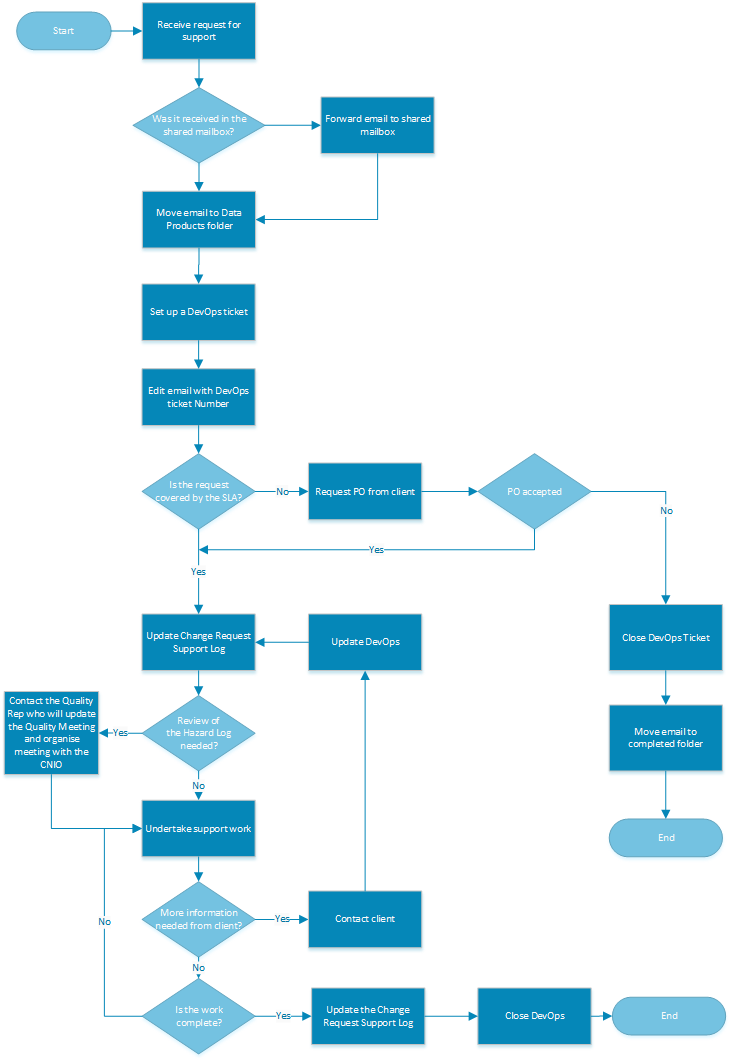 Start
Receive request for
support
Was it received in the
shared mailbox?
Forward email to shared
mailbox
Move email to Data
Products folder
Set up a DevOps ticket
Edit email with DevOps
ticket Number
Is the request
covered by the SLA?
No
Request PO from client
PO accepted
No
Yes
Yes
Update Change Request
Support Log
Update DevOps
Close DevOps Ticket
Contact the Quality
Rep who will update
the Quality Meeting
and organise
meeting with the
CNIO
Yes
Review of
the Hazard Log
needed?
Move email to
completed folder
No
Undertake support work
End
More information
needed from client?
Yes
Contact client
No
No
Is the work
complete?
Yes
Update the Change
Request Support Log
Close DevOps
End